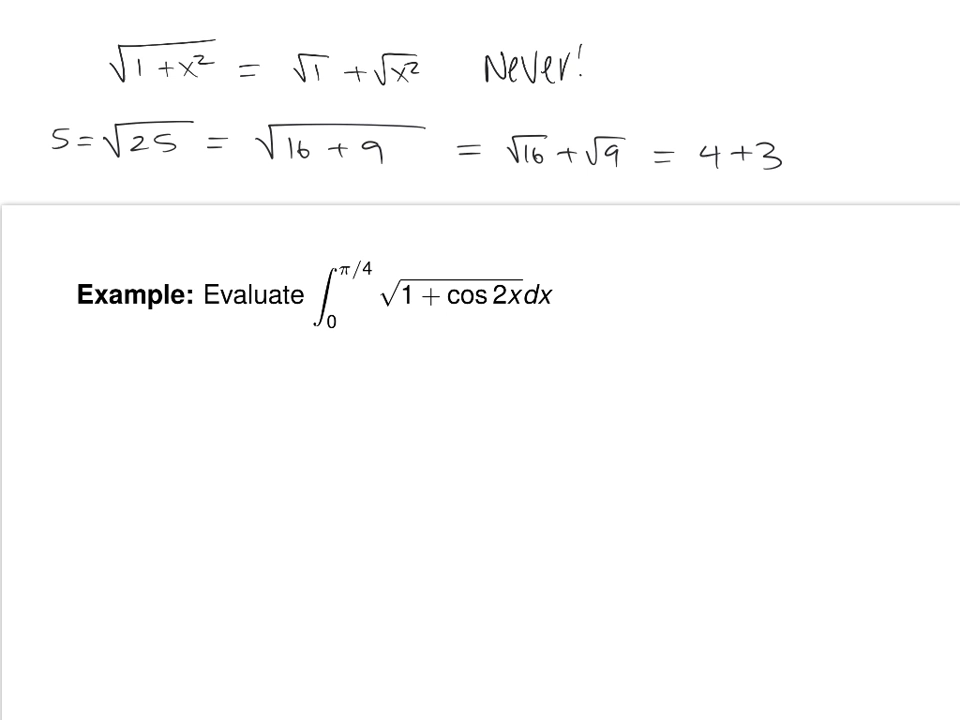 √(1 + x²) = √1 + √x² Never!
5 = √25 = √(16 + 9) = √16 + √9 = 4 + 3
Example: Evaluate ∫₀^(π/4) √(1 + cos 2x) dx